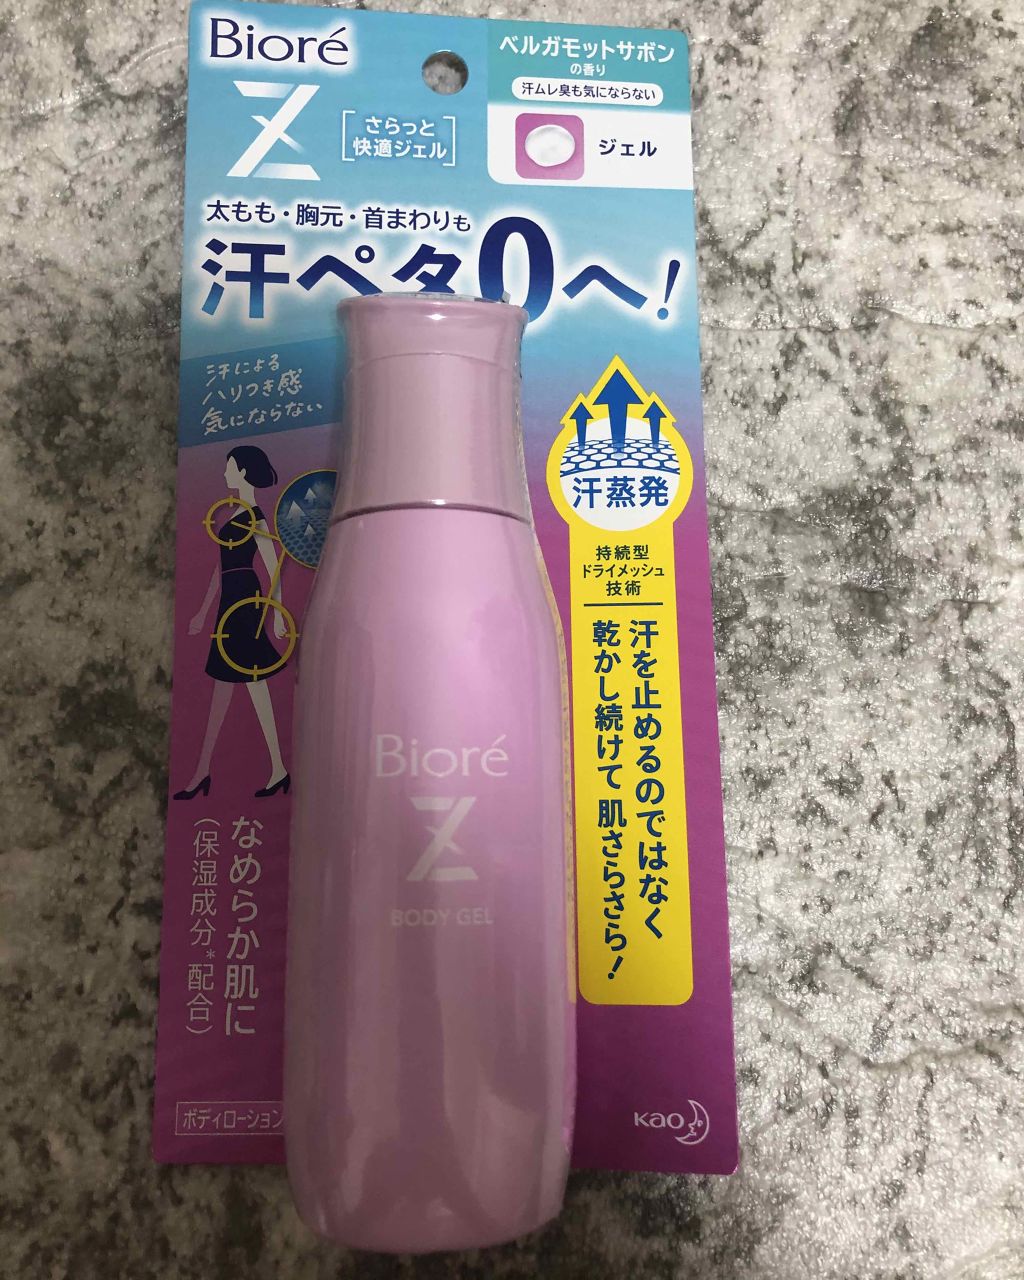 Bioré
Z
さらっと
快適ジェル
ベルガモットサボン
の香り
汗ムレ臭も気にならない
ジェル
太もも・胸元・首まわりも
汗ペタ0へ!
汗による
ハリつき感
気にならない
汗蒸発
持続型
ドライメッシュ
技術
汗を止めるのではなく
乾かし続けて 肌さらさら!
Bioré
Z
BODY GEL
なめらか肌に
(保湿成分*配合)
ボディローション
Kao